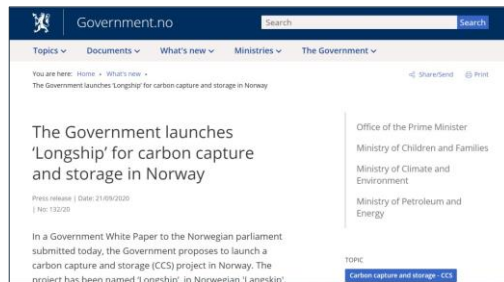 Government.no
Search
Search
Topics
Documents
What's new
Ministries
The Government
You are here: Home • What's new •
The Government launches 'Longship' for carbon capture and storage in Norway
Share/Send
Print
The Government launches
'Longship' for carbon capture
and storage in Norway
Press release | Date: 21/09/2020
| No: 132/20
In a Government White Paper to the Norwegian parliament
submitted today, the Government proposes to launch a
carbon capture and storage (CCS) project in Norway. The
project has been named 'Longship', in Norwegian 'Langskip'.
Office of the Prime Minister
Ministry of Children and Families
Ministry of Climate and
Environment
Ministry of Petroleum and
Energy
TOPIC
Carbon capture and storage - CCS